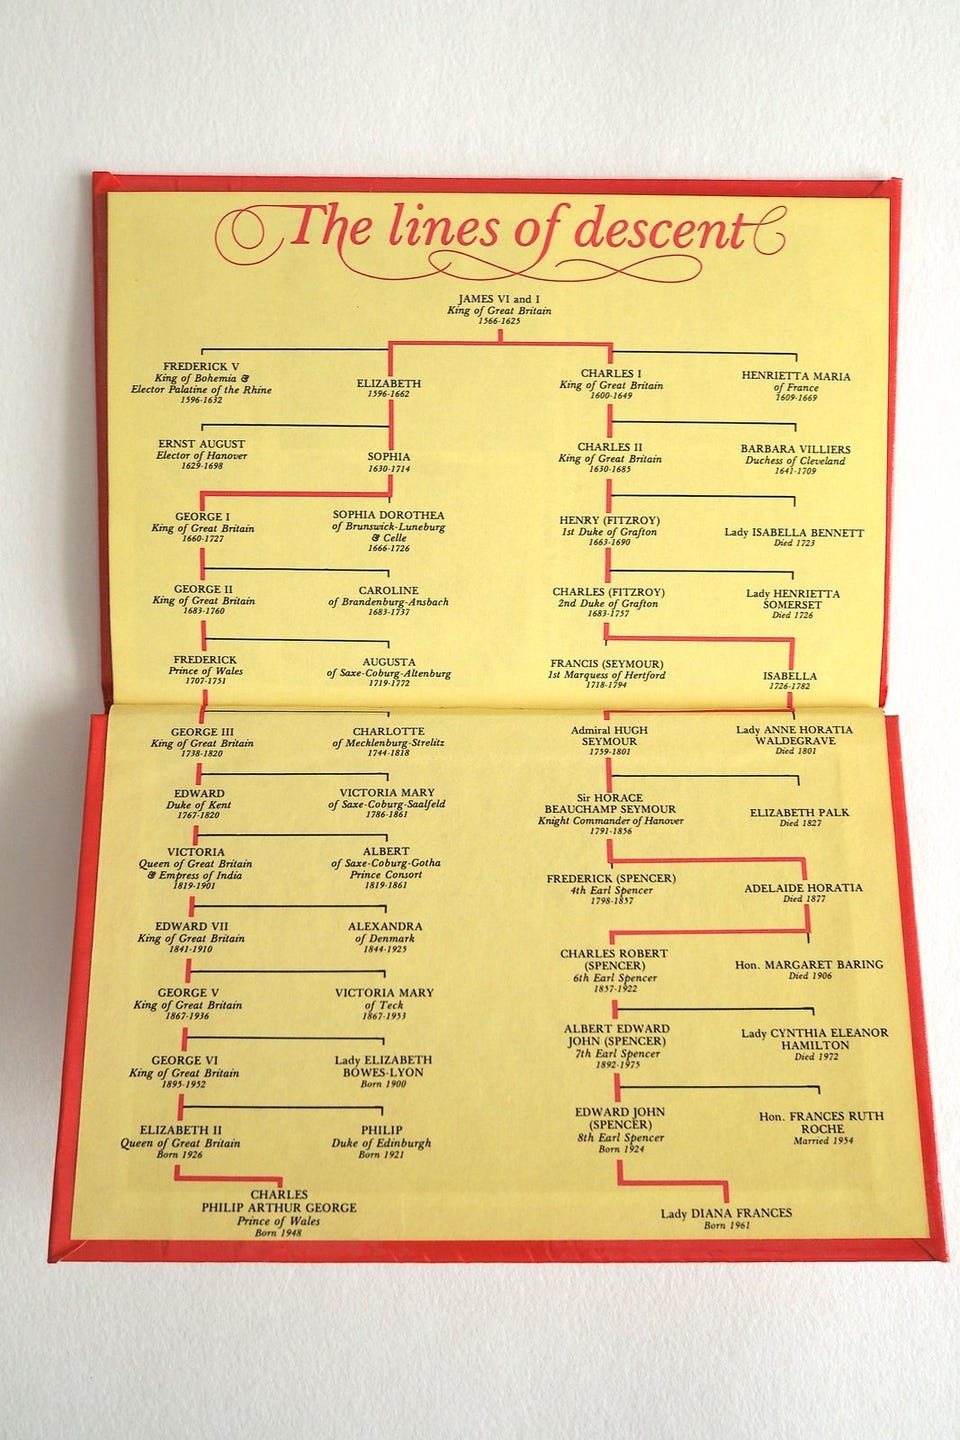 The lines of descent
JAMES VI and I
King of Great Britain
1566-1625
FREDERICK V
King of Bohemia &
Elector Palatine of the Rhine
1596-1632
ELIZABETH
1596-1662
CHARLES I
King of Great Britain
1600-1649
HENRIETTA MARIA
of France
1609-1669
ERNST AUGUST
Elector of Hanover
1629-1698
SOPHIA
1630-1714
CHARLES II
King of Great Britain
1630-1685
BARBARA VILLIERS
Duchess of Cleveland
1641-1709
GEORGE I
King of Great Britain
1660-1727
SOPHIA DOROTHEA
of Brunswick-Luneburg
& Celle
1666-1726
HENRY (FITZROY)
1st Duke of Grafton
1663-1690
Lady ISABELLA BENNETT
Died 1723
GEORGE II
King of Great Britain
1683-1760
CAROLINE
of Brandenburg-Ansbach
1683-1737
CHARLES (FITZROY)
2nd Duke of Grafton
1683-1757
Lady HENRIETTA
SOMERSET
Died 1726
FREDERICK
Prince of Wales
1707-1751
AUGUSTA
of Saxe-Coburg-Altenburg
1719-1772
FRANCIS (SEYMOUR)
1st Marquess of Hertford
1718-1794
ISABELLA
1726-1782
GEORGE III
King of Great Britain
1738-1820
CHARLOTTE
of Mecklenburg-Strelitz
1744-1818
Admiral HUGH
SEYMOUR
1759-1801
Lady ANNE HORATIA
WALDEGRAVE
Died 1801
EDWARD
Duke of Kent
1767-1820
VICTORIA MARY
of Saxe-Coburg-Saalfeld
1786-1861
Sir HORACE
BEAUCHAMP SEYMOUR
Knight Commander of Hanover
1791-1856
ELIZABETH PALK
Died 1827
VICTORIA
Queen of Great Britain
& Empress of India
1819-1901
ALBERT
of Saxe-Coburg-Gotha
Prince Consort
1819-1861
FREDERICK (SPENCER)
4th Earl Spencer
1798-1857
ADELAIDE HORATIA
Died 1877
EDWARD VII
King of Great Britain
1841-1910
ALEXANDRA
of Denmark
1844-1925
CHARLES ROBERT
(SPENCER)
6th Earl Spencer
1857-1922
Hon. MARGARET BARING
Died 1906
GEORGE V
King of Great Britain
1867-1936
VICTORIA MARY
of Teck
1867-1953
ALBERT EDWARD
JOHN (SPENCER)
7th Earl Spencer
1892-1975
Lady CYNTHIA ELEANOR
HAMILTON
Died 1972
GEORGE VI
King of Great Britain
1895-1952
Lady ELIZABETH
BOWES-LYON
Born 1900
EDWARD JOHN
(SPENCER)
8th Earl Spencer
Born 1924
Hon. FRANCES RUTH
ROCHE
Married 1954
ELIZABETH II
Queen of Great Britain
Born 1926
PHILIP
Duke of Edinburgh
Born 1921
CHARLES
PHILIP ARTHUR GEORGE
Prince of Wales
Born 1948
Lady DIANA FRANCES
Born 1961